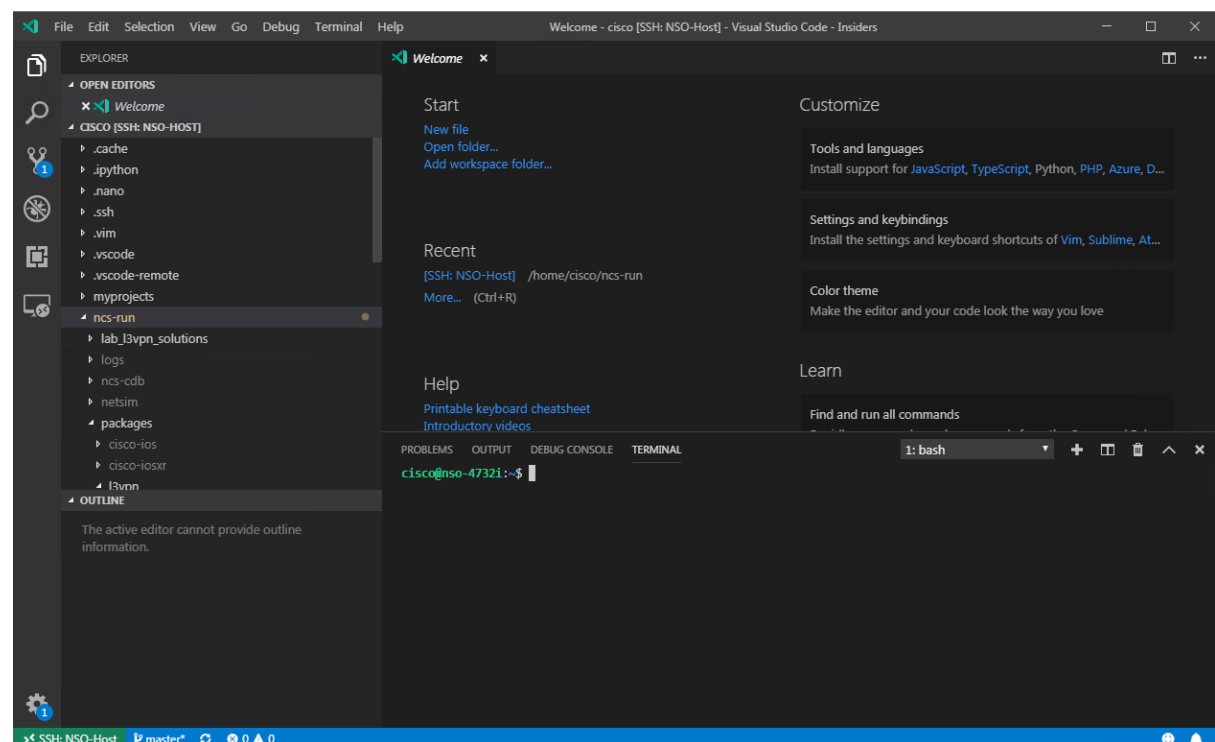 File Edit Selection View Go Debug Terminal Help
Welcome - cisco [SSH: NSO-Host] - Visual Studio Code - Insiders
EXPLORER
OPEN EDITORS
Welcome
CISCO [SSH: NSO-HOST]
.cache
.ipython
.nano
.ssh
.vim
.vscode
.vscode-remote
myprojects
ncs-run
lab_l3vpn_solutions
logs
ncs-cdb
netsim
packages
cisco-ios
cisco-iosxr
l3vpn
OUTLINE
The active editor cannot provide outline
information.
Welcome
Start
New file
Open folder...
Add workspace folder...
Recent
[SSH: NSO-Host] /home/cisco/ncs-run
More... (Ctrl+R)
Help
Printable keyboard cheatsheet
Introductory videos
Customize
Tools and languages
Install support for JavaScript, TypeScript, Python, PHP, Azure, D...
Settings and keybindings
Install the settings and keyboard shortcuts of Vim, Sublime, At...
Color theme
Make the editor and your code look the way you love
Learn
Find and run all commands
PROBLEMS OUTPUT DEBUG CONSOLE TERMINAL
1: bash
cisco@nso-4732i:~$
1
1
SSH: NSO-Host master* 0 0